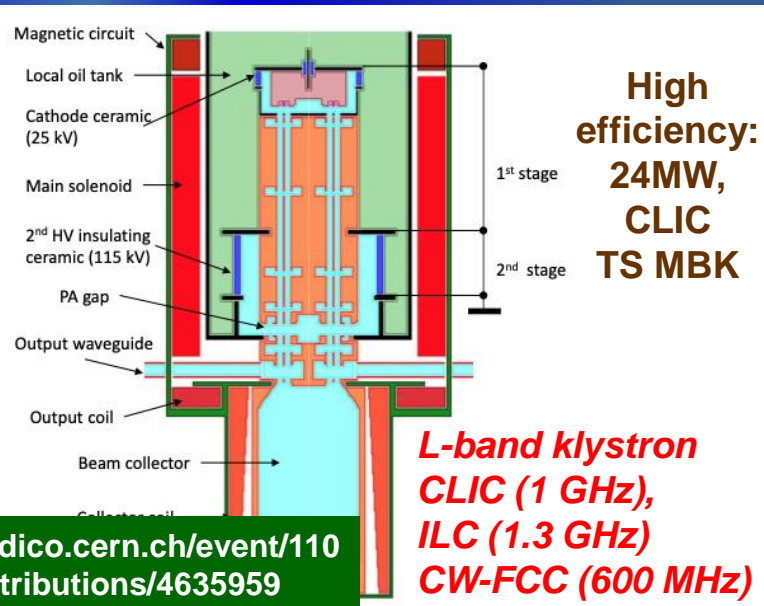 Magnetic circuit
Local oil tank
Cathode ceramic
(25 kV)
Main solenoid
2nd HV insulating
ceramic (115 kV)
PA gap
Output waveguide
Output coil
Beam collector
1st stage
2nd stage
High
efficiency:
24MW,
CLIC
TS MBK
L-band klystron
CLIC (1 GHz),
ILC (1.3 GHz)
CW-FCC (600 MHz)
dico.cern.ch/event/110
tributions/4635959